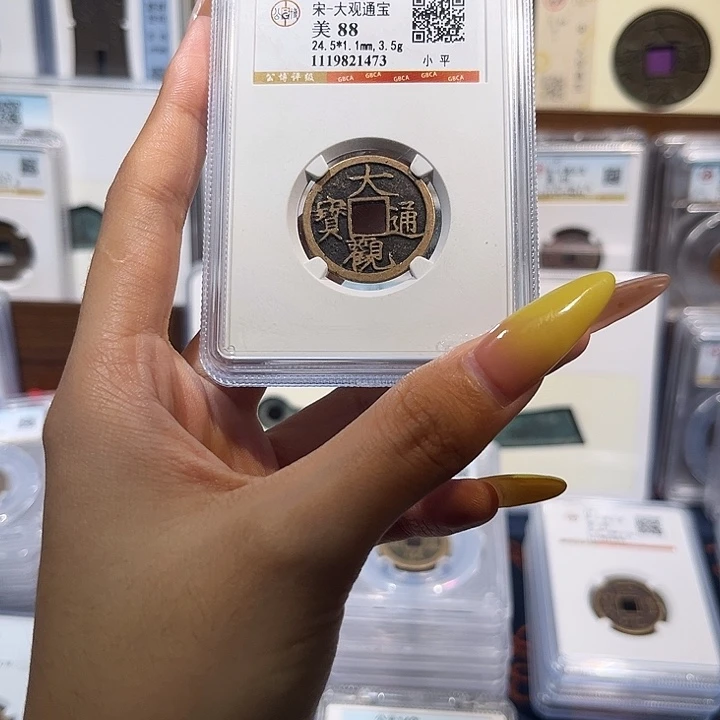 宋-大观通宝
美 88
24.5*1.1mm,3.5g
1119821473 小平
公博评级 GBCA GBCA GBCA GBCA GBCA
大
寶 通
觀